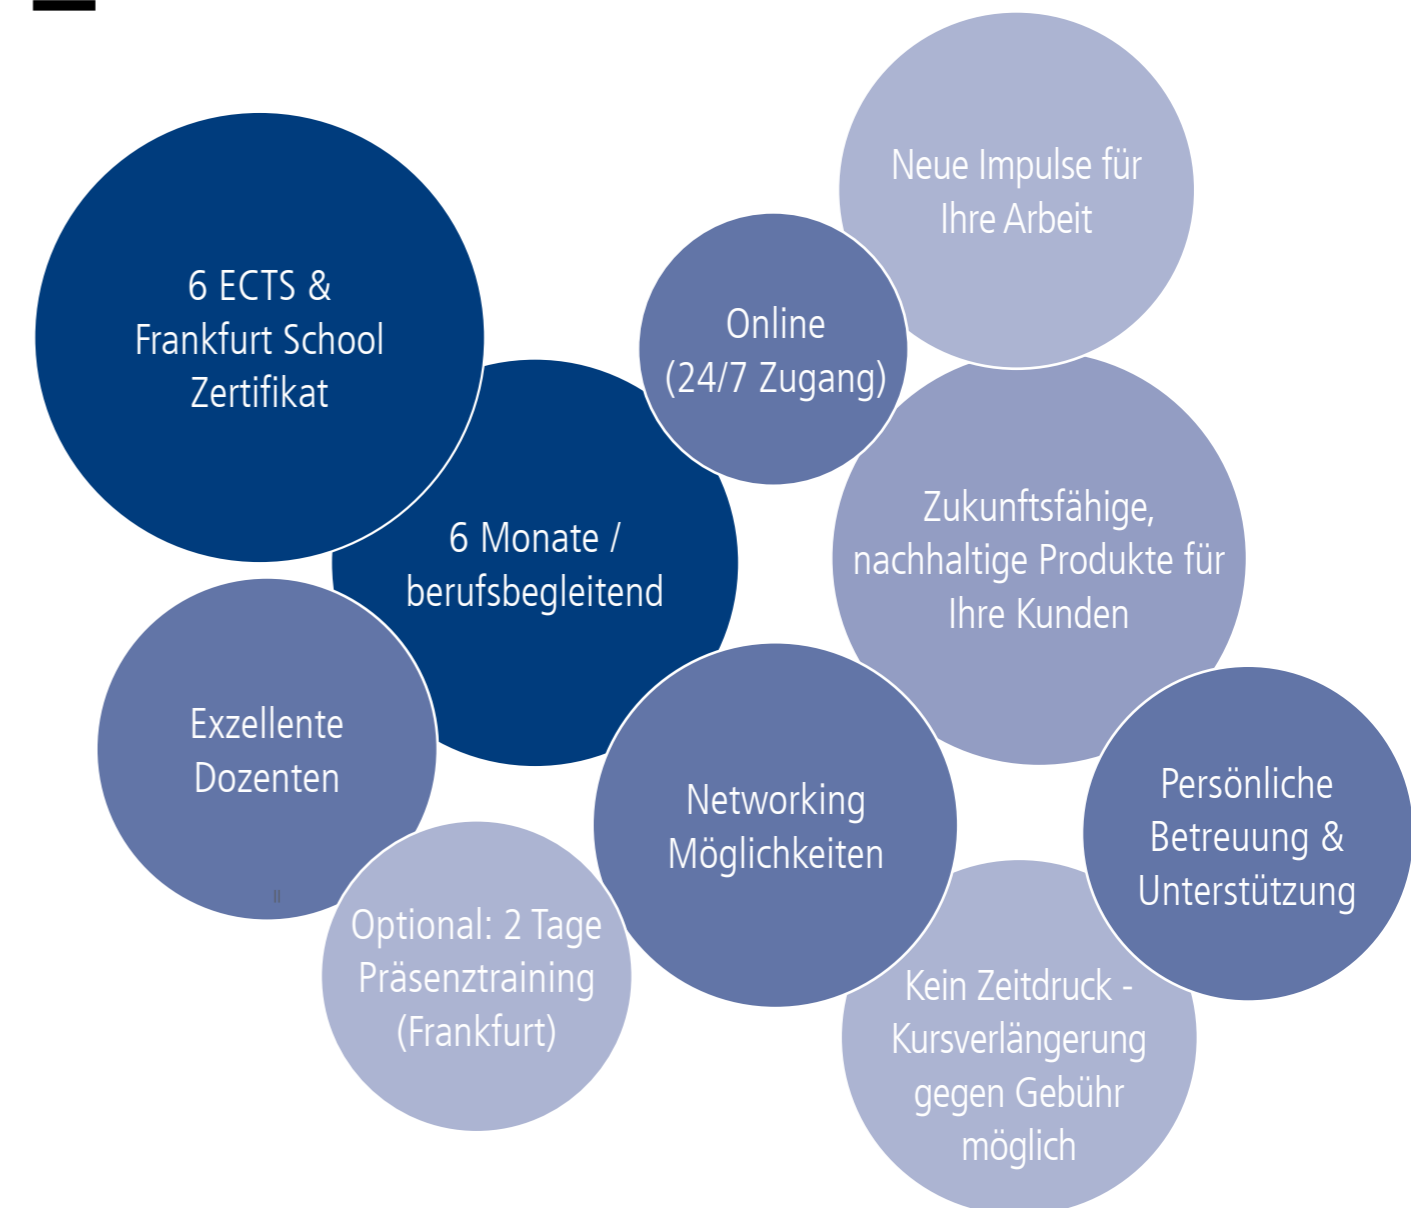 Neue Impulse für
Ihre Arbeit
6 ECTS &
Frankfurt School
Zertifikat
Online
(24/7 Zugang)
6 Monate /
berufsbegleitend
Zukunftsfähige,
nachhaltige Produkte für
Ihre Kunden
Exzellente
Dozenten
Networking
Möglichkeiten
Persönliche
Betreuung &
Unterstützung
Optional: 2 Tage
Präsenztraining
(Frankfurt)
Kein Zeitdruck -
Kursverlängerung
gegen Gebühr
möglich